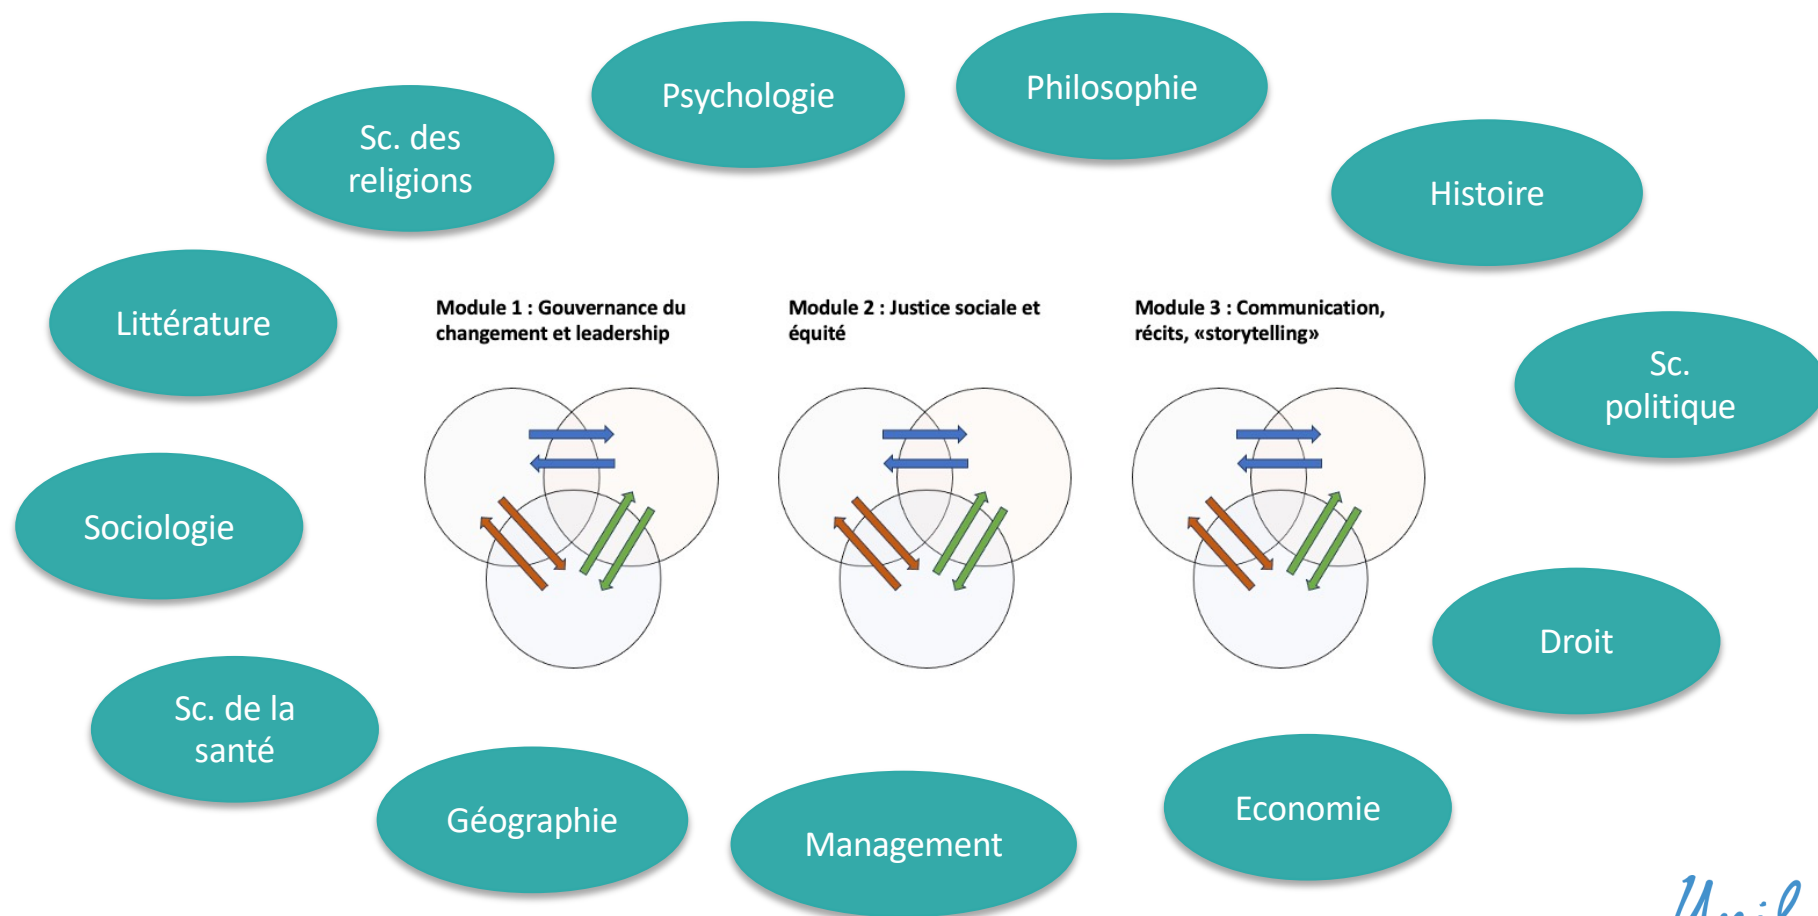 Psychologie
Philosophie
Sc. des
religions
Histoire
Littérature
Module 1 : Gouvernance du
changement et leadership
Module 2 : Justice sociale et
équité
Module 3 : Communication,
récits, «storytelling»
Sc.
politique
Sociologie
Droit
Sc. de la
santé
Géographie
Management
Economie
Unil